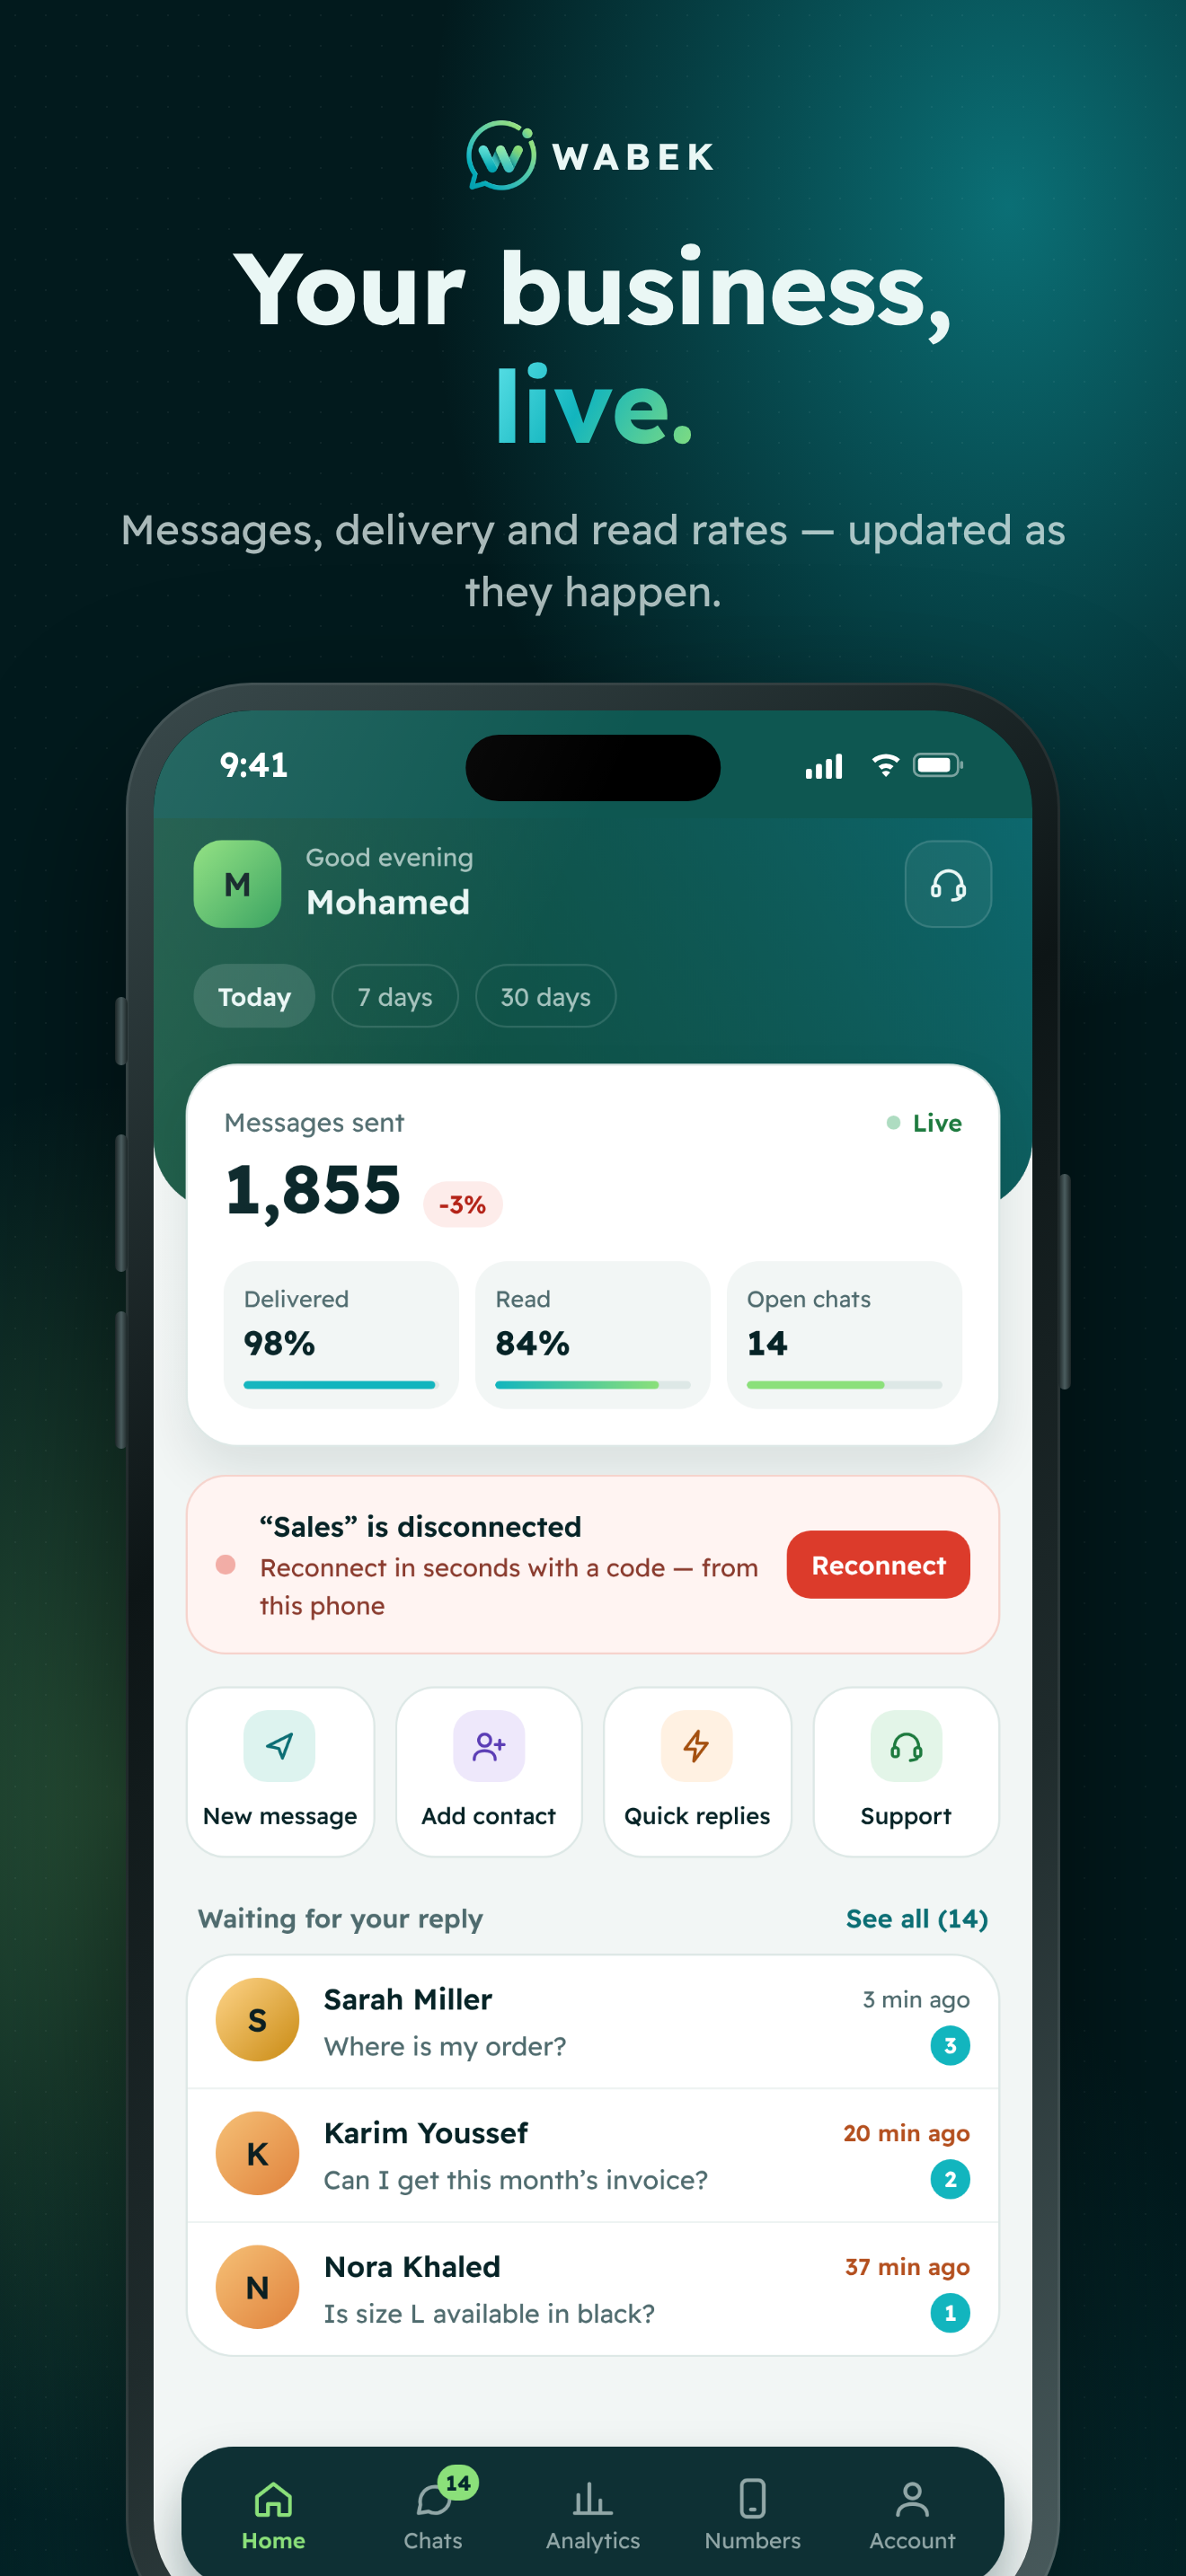 WABEK
Your business,
live.
Messages, delivery and read rates — updated as
they happen.
9:41
M
Good evening
Mohamed
Today
7 days
30 days
Messages sent
Live
1,855
-3%
Delivered
98%
Read
84%
Open chats
14
“Sales” is disconnected
Reconnect in seconds with a code — from
this phone
Reconnect
New message
Add contact
Quick replies
Support
Waiting for your reply
See all (14)
S
Sarah Miller
3 min ago
Where is my order?
3
K
Karim Youssef
20 min ago
Can I get this month’s invoice?
2
N
Nora Khaled
37 min ago
Is size L available in black?
1
14
Home
Chats
Analytics
Numbers
Account